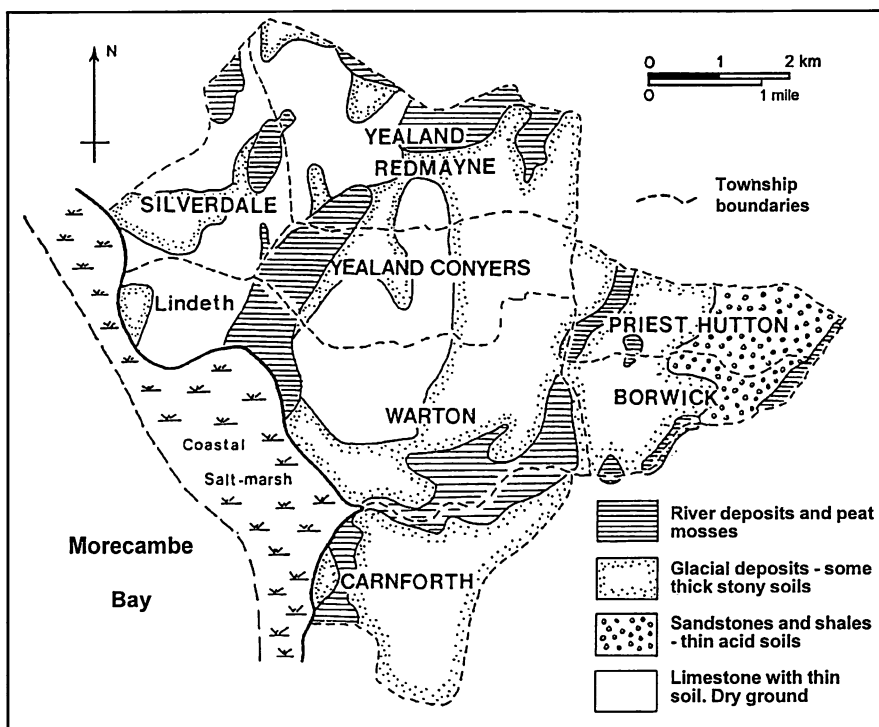 N
0 1 2 km
0 1 mile
YEALAND
REDMAYNE
Township
boundaries
SILVERDALE
YEALAND CONYERS
Lindeth
PRIEST HUTTON
BORWICK
WARTON
Coastal
Salt-marsh
Morecambe
Bay
CARNFORTH
River deposits and peat
mosses
Glacial deposits - some
thick stony soils
Sandstones and shales
- thin acid soils
Limestone with thin
soil. Dry ground